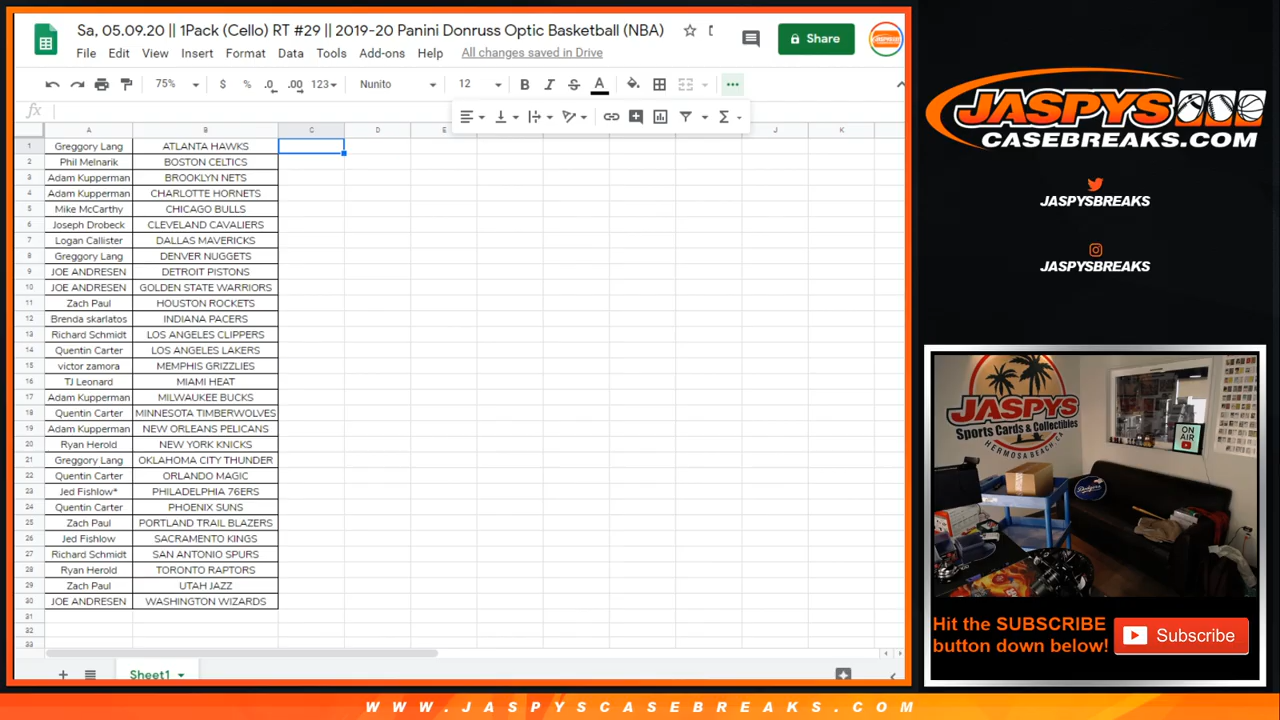 Sa, 05.09.20 || 1Pack (Cello) RT #29 || 2019-20 Panini Donruss Optic Basketball (NBA)
File Edit View Insert Format Data Tools Add-ons Help All changes saved in Drive
Share
75% $ % .0 .00 123 Nunito 12 B I S A
fx
A B C D E J K
1 Greggory Lang ATLANTA HAWKS
2 Phil Melnarik BOSTON CELTICS
3 Adam Kupperman BROOKLYN NETS
4 Adam Kupperman CHARLOTTE HORNETS
5 Mike McCarthy CHICAGO BULLS
6 Joseph Drobeck CLEVELAND CAVALIERS
7 Logan Callister DALLAS MAVERICKS
8 Greggory Lang DENVER NUGGETS
9 JOE ANDRESEN DETROIT PISTONS
10 JOE ANDRESEN GOLDEN STATE WARRIORS
11 Zach Paul HOUSTON ROCKETS
12 Brenda skarlatos INDIANA PACERS
13 Richard Schmidt LOS ANGELES CLIPPERS
14 Quentin Carter LOS ANGELES LAKERS
15 victor zamora MEMPHIS GRIZZLIES
16 TJ Leonard MIAMI HEAT
17 Adam Kupperman MILWAUKEE BUCKS
18 Quentin Carter MINNESOTA TIMBERWOLVES
19 Adam Kupperman NEW ORLEANS PELICANS
20 Ryan Herold NEW YORK KNICKS
21 Greggory Lang OKLAHOMA CITY THUNDER
22 Quentin Carter ORLANDO MAGIC
23 Jed Fishlow* PHILADELPHIA 76ERS
24 Quentin Carter PHOENIX SUNS
25 Zach Paul PORTLAND TRAIL BLAZERS
26 Jed Fishlow SACRAMENTO KINGS
27 Richard Schmidt SAN ANTONIO SPURS
28 Ryan Herold TORONTO RAPTORS
29 Zach Paul UTAH JAZZ
30 JOE ANDRESEN WASHINGTON WIZARDS
31
32
33
Sheet1
JASPYS
CASEBREAKS.COM
JASPYSBREAKS
JASPYSBREAKS
JASPYS
Sports Cards & Collectibles
HERMOSA BEACH, CA
ON
AIR
Dodgers
Hit the SUBSCRIBE
button down below!
Subscribe
WWW.JASPYSCASEBREAKS.COM